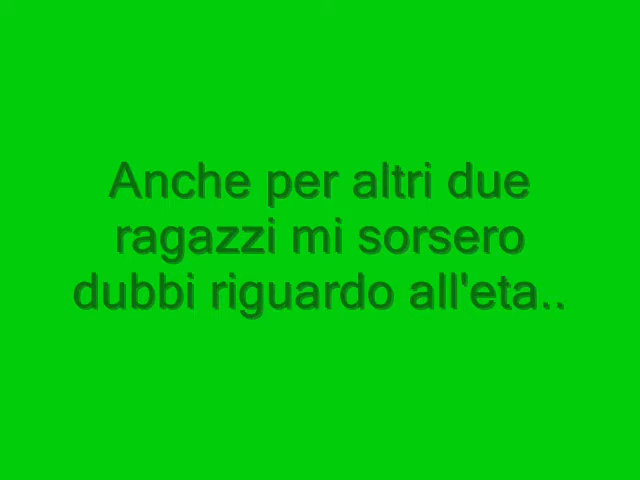 Anche per altri due
ragazzi mi sorsero
dubbi riguardo all'eta..